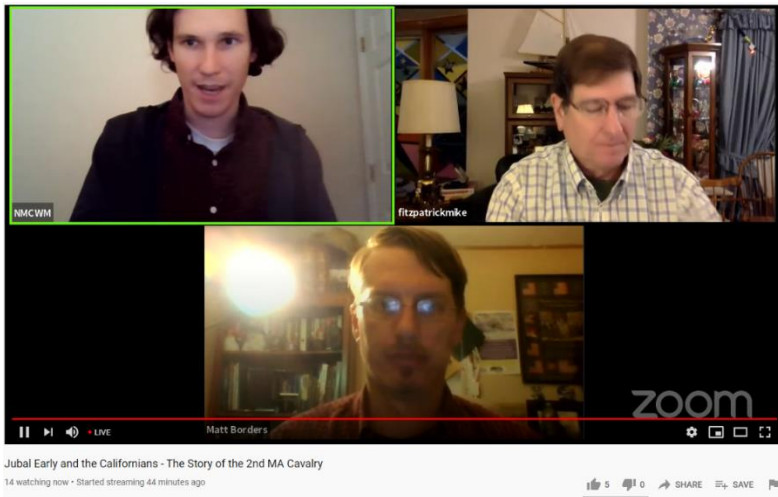 NMCWM
fitzpatrickmike
Matt Borders
zoom
LIVE
Jubal Early and the Californians - The Story of the 2nd MA Cavalry
14 watching now • Started streaming 44 minutes ago
5
0
SHARE
SAVE